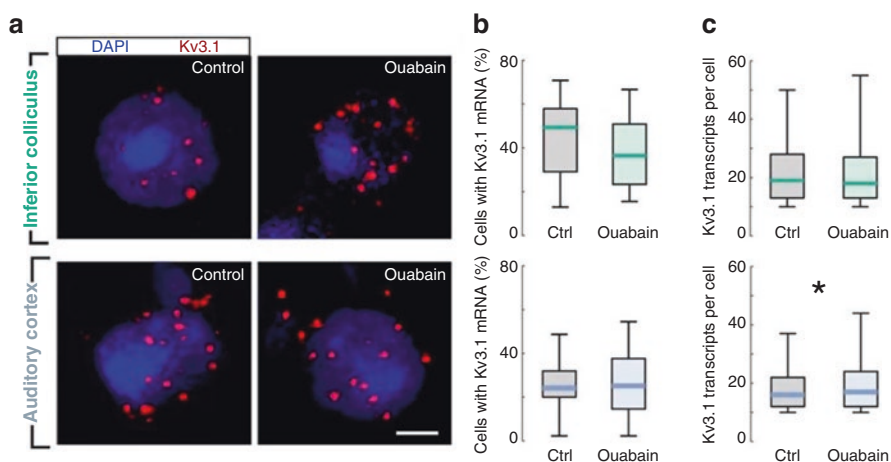 a
DAPI Kv3.1
Inferior colliculus
Control
Ouabain
Auditory cortex
Control
Ouabain
b
Cells with Kv3.1 mRNA (%)
80
40
0
Ctrl Ouabain
Cells with Kv3.1 mRNA (%)
80
40
0
Ctrl Ouabain
c
Kv3.1 transcripts per cell
60
40
20
0
Ctrl Ouabain
Kv3.1 transcripts per cell
60
40
20
0
*
Ctrl Ouabain